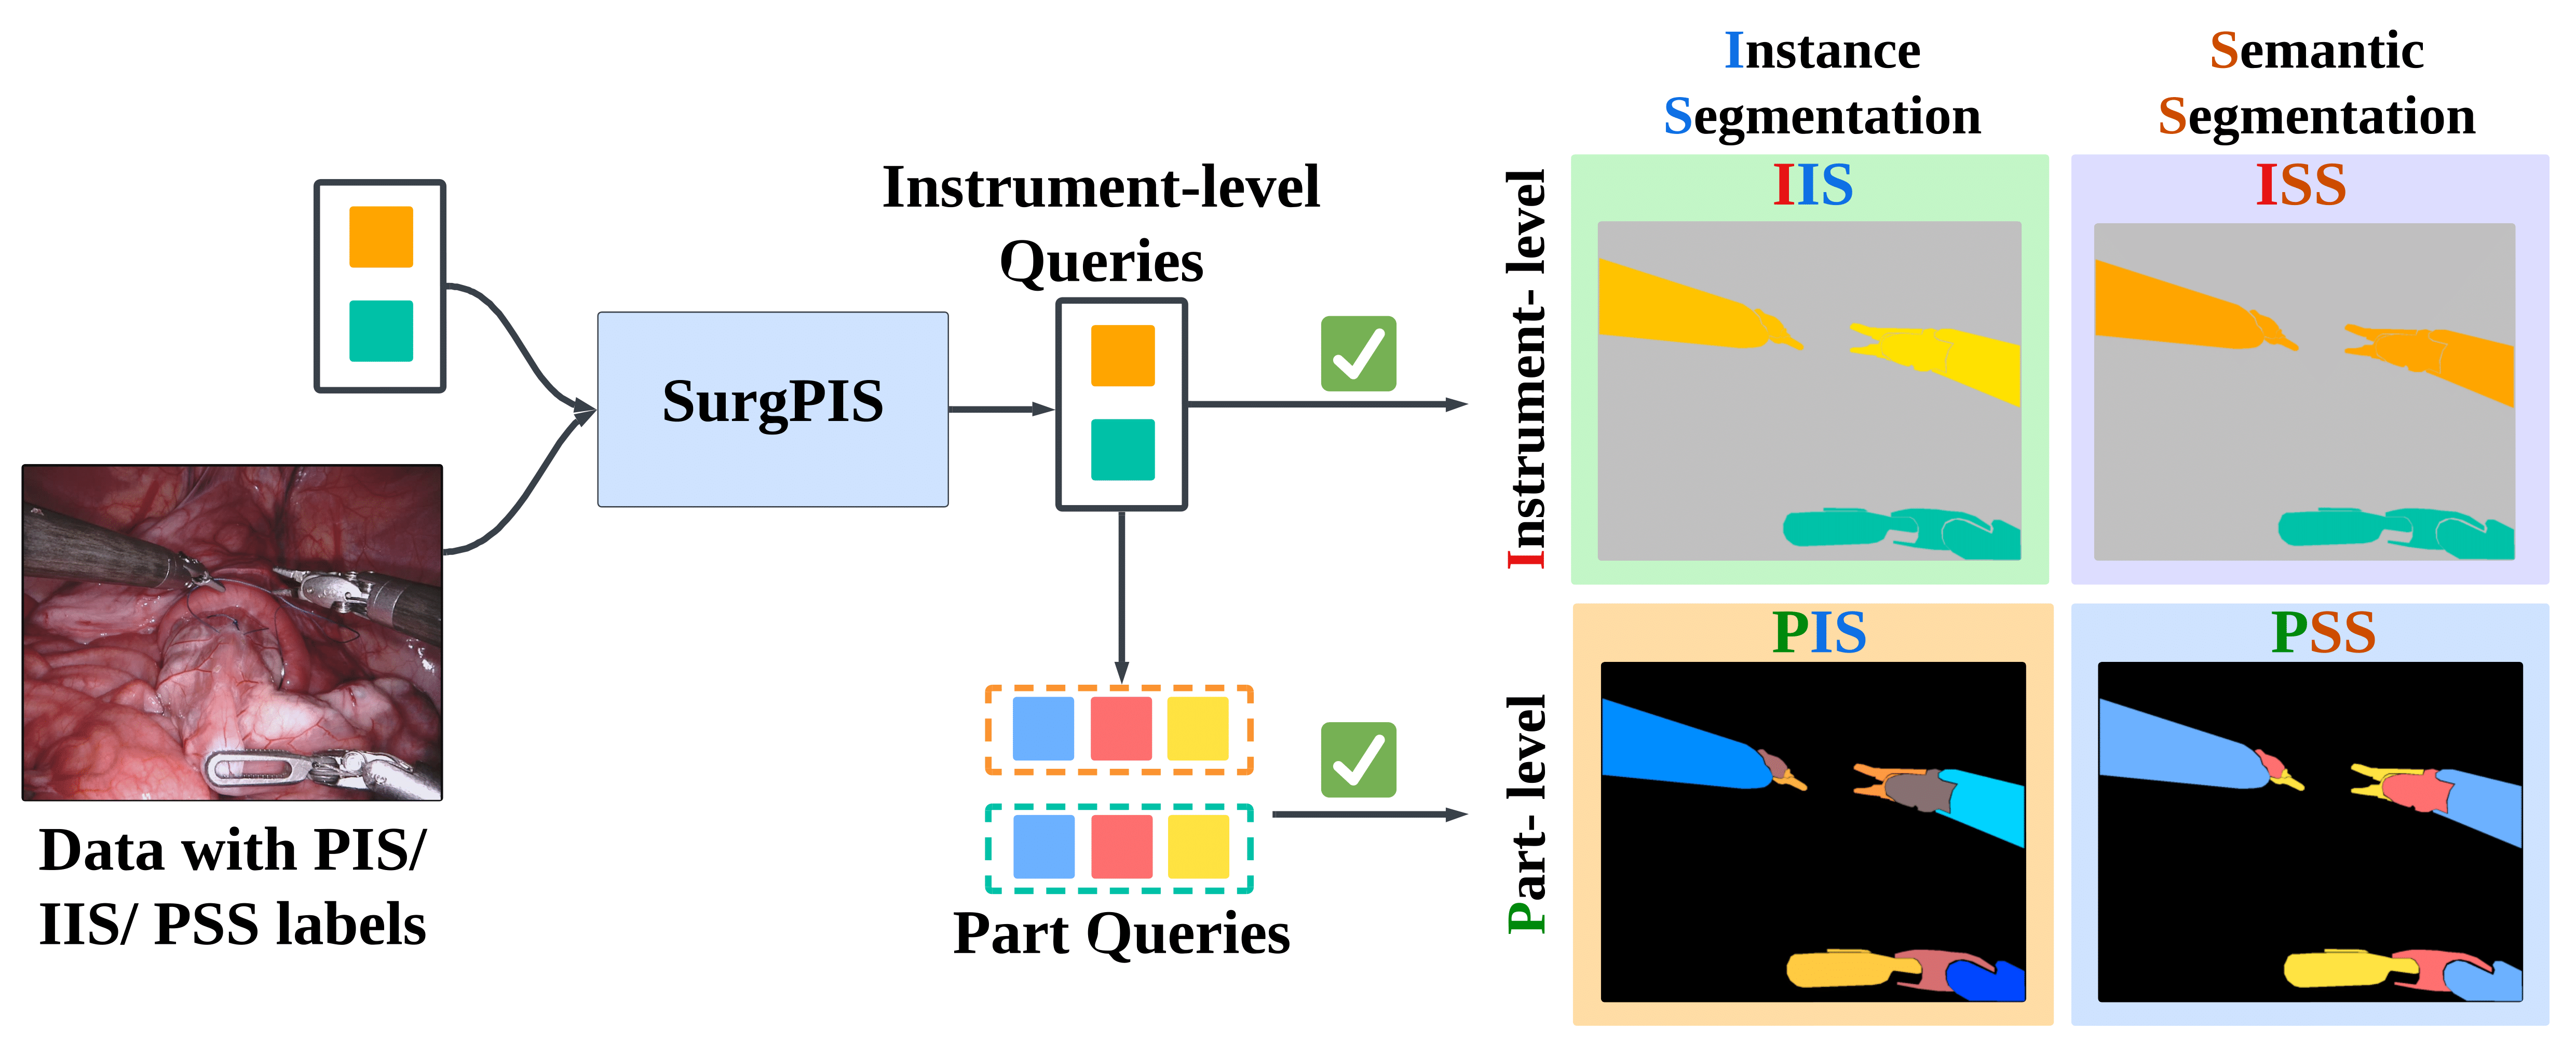 Instance
Segmentation
Semantic
Segmentation
Instrument-level
Queries
SurgPIS
Data with PIS/
IIS/ PSS labels
Part Queries
Instrument- level
IIS
ISS
Part- level
PIS
PSS